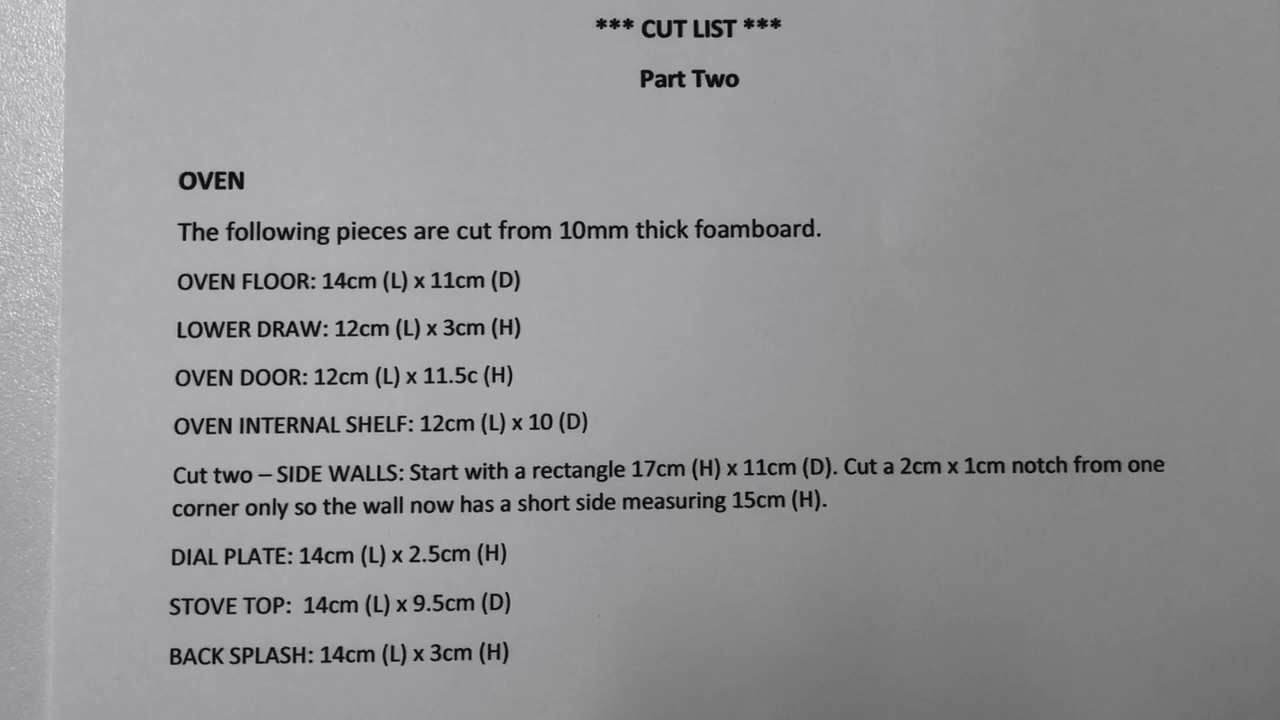 *** CUT LIST ***
Part Two
OVEN
The following pieces are cut from 10mm thick foamboard.
OVEN FLOOR: 14cm (L) x 11cm (D)
LOWER DRAW: 12cm (L) x 3cm (H)
OVEN DOOR: 12cm (L) x 11.5c (H)
OVEN INTERNAL SHELF: 12cm (L) x 10 (D)
Cut two – SIDE WALLS: Start with a rectangle 17cm (H) x 11cm (D). Cut a 2cm x 1cm notch from one
corner only so the wall now has a short side measuring 15cm (H).
DIAL PLATE: 14cm (L) x 2.5cm (H)
STOVE TOP:  14cm (L) x 9.5cm (D)
BACK SPLASH: 14cm (L) x 3cm (H)